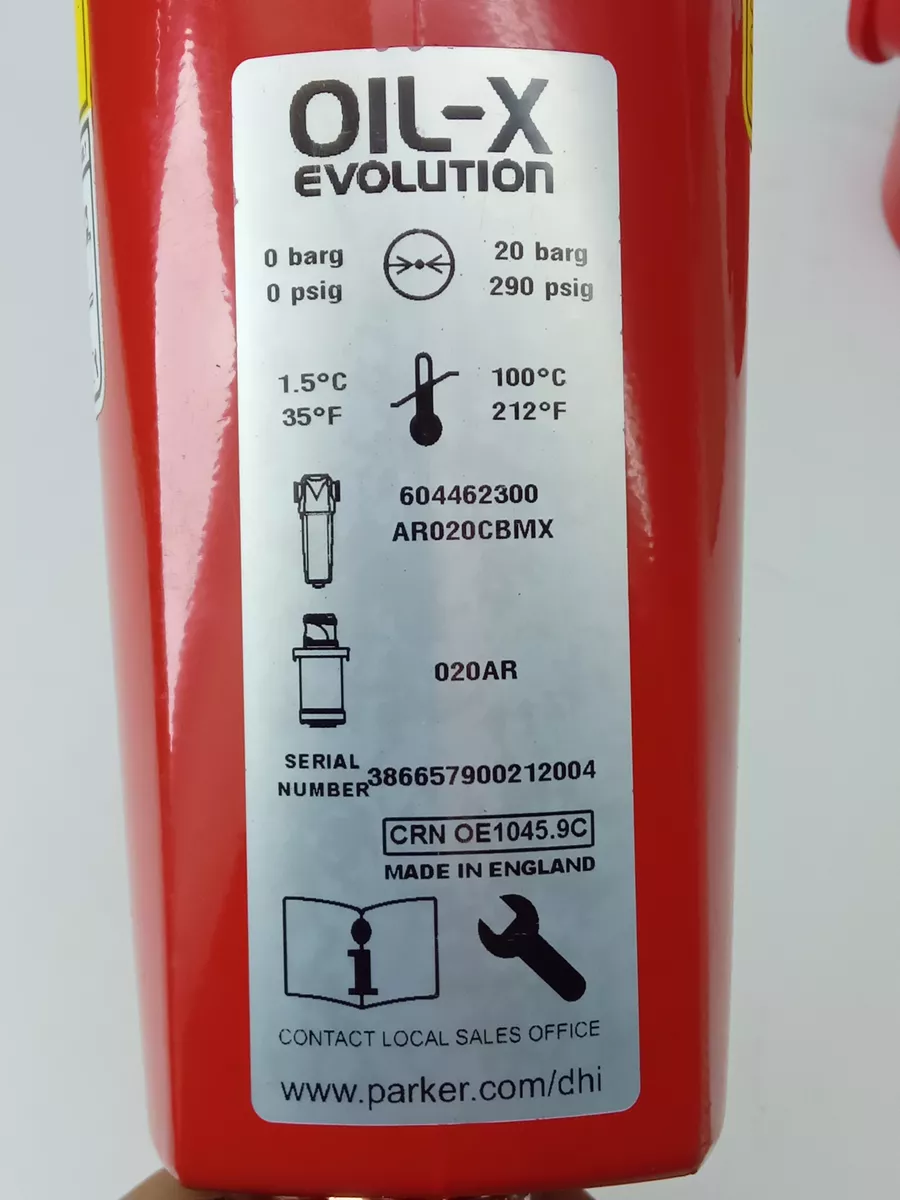 OIL-X
EVOLUTION
0 barg 20 barg
0 psig 290 psig
1.5°C 100°C
35°F 212°F
604462300
AR020CBMX
020AR
SERIAL
NUMBER 386657900212004
CRN OE1045.9C
MADE IN ENGLAND
i
CONTACT LOCAL SALES OFFICE
www.parker.com/dhi